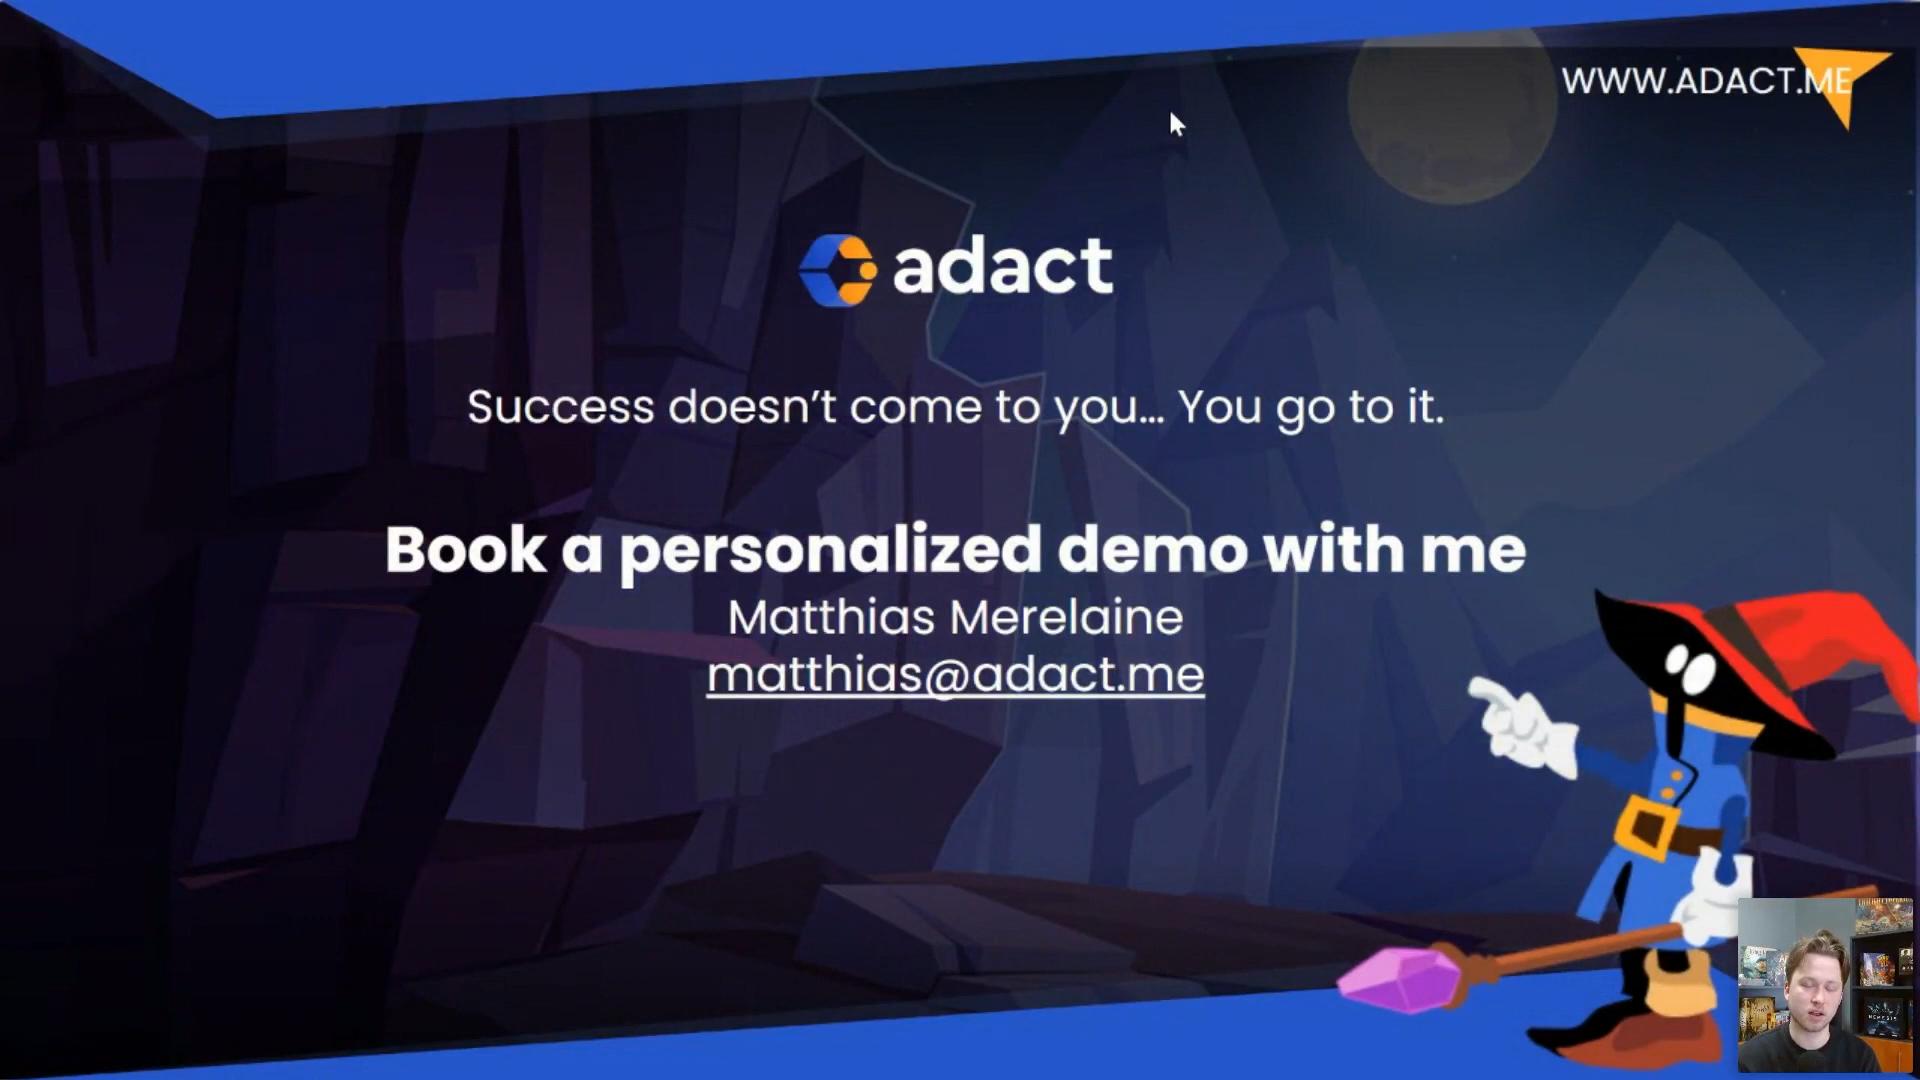 WWW.ADACT.ME
adact
Success doesn’t come to you... You go to it.
Book a personalized demo with me
Matthias Merelaine
matthias@adact.me
NEMESIS